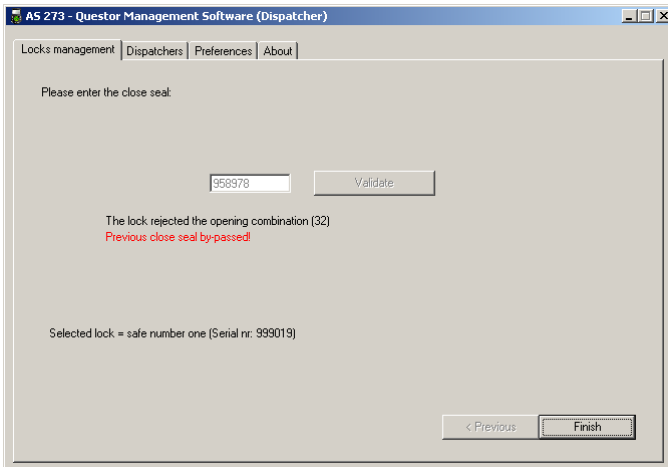 AS 273 - Questor Management Software (Dispatcher)
Locks management Dispatchers Preferences About
Please enter the close seal:
958978 Validate
The lock rejected the opening combination (32)
Previous close seal by-passed!
Selected lock = safe number one (Serial nr: 999019)
< Previous Finish